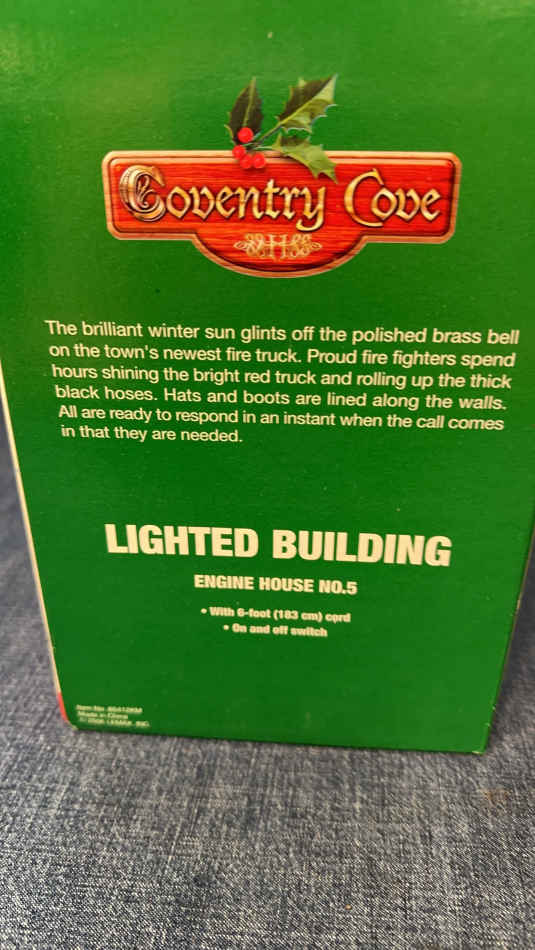 Coventry Cove
The brilliant winter sun glints off the polished brass bell
on the town's newest fire truck. Proud fire fighters spend
hours shining the bright red truck and rolling up the thick
black hoses. Hats and boots are lined along the walls.
All are ready to respond in an instant when the call comes
in that they are needed.
LIGHTED BUILDING
ENGINE HOUSE NO.5
• With 6-foot (183 cm) cord
• On and off switch
Item No.
Made in China
LEMAX, INC